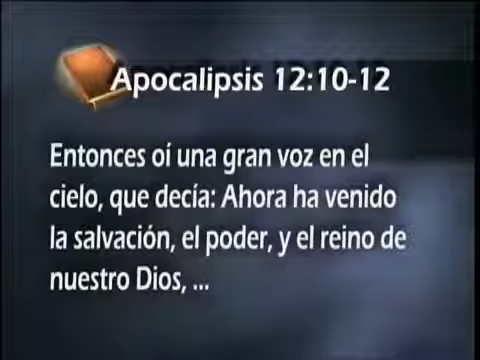 Apocalipsis 12:10-12
Entonces oí una gran voz en el
cielo, que decía: Ahora ha venido
la salvación, el poder, y el reino de
nuestro Dios, ...